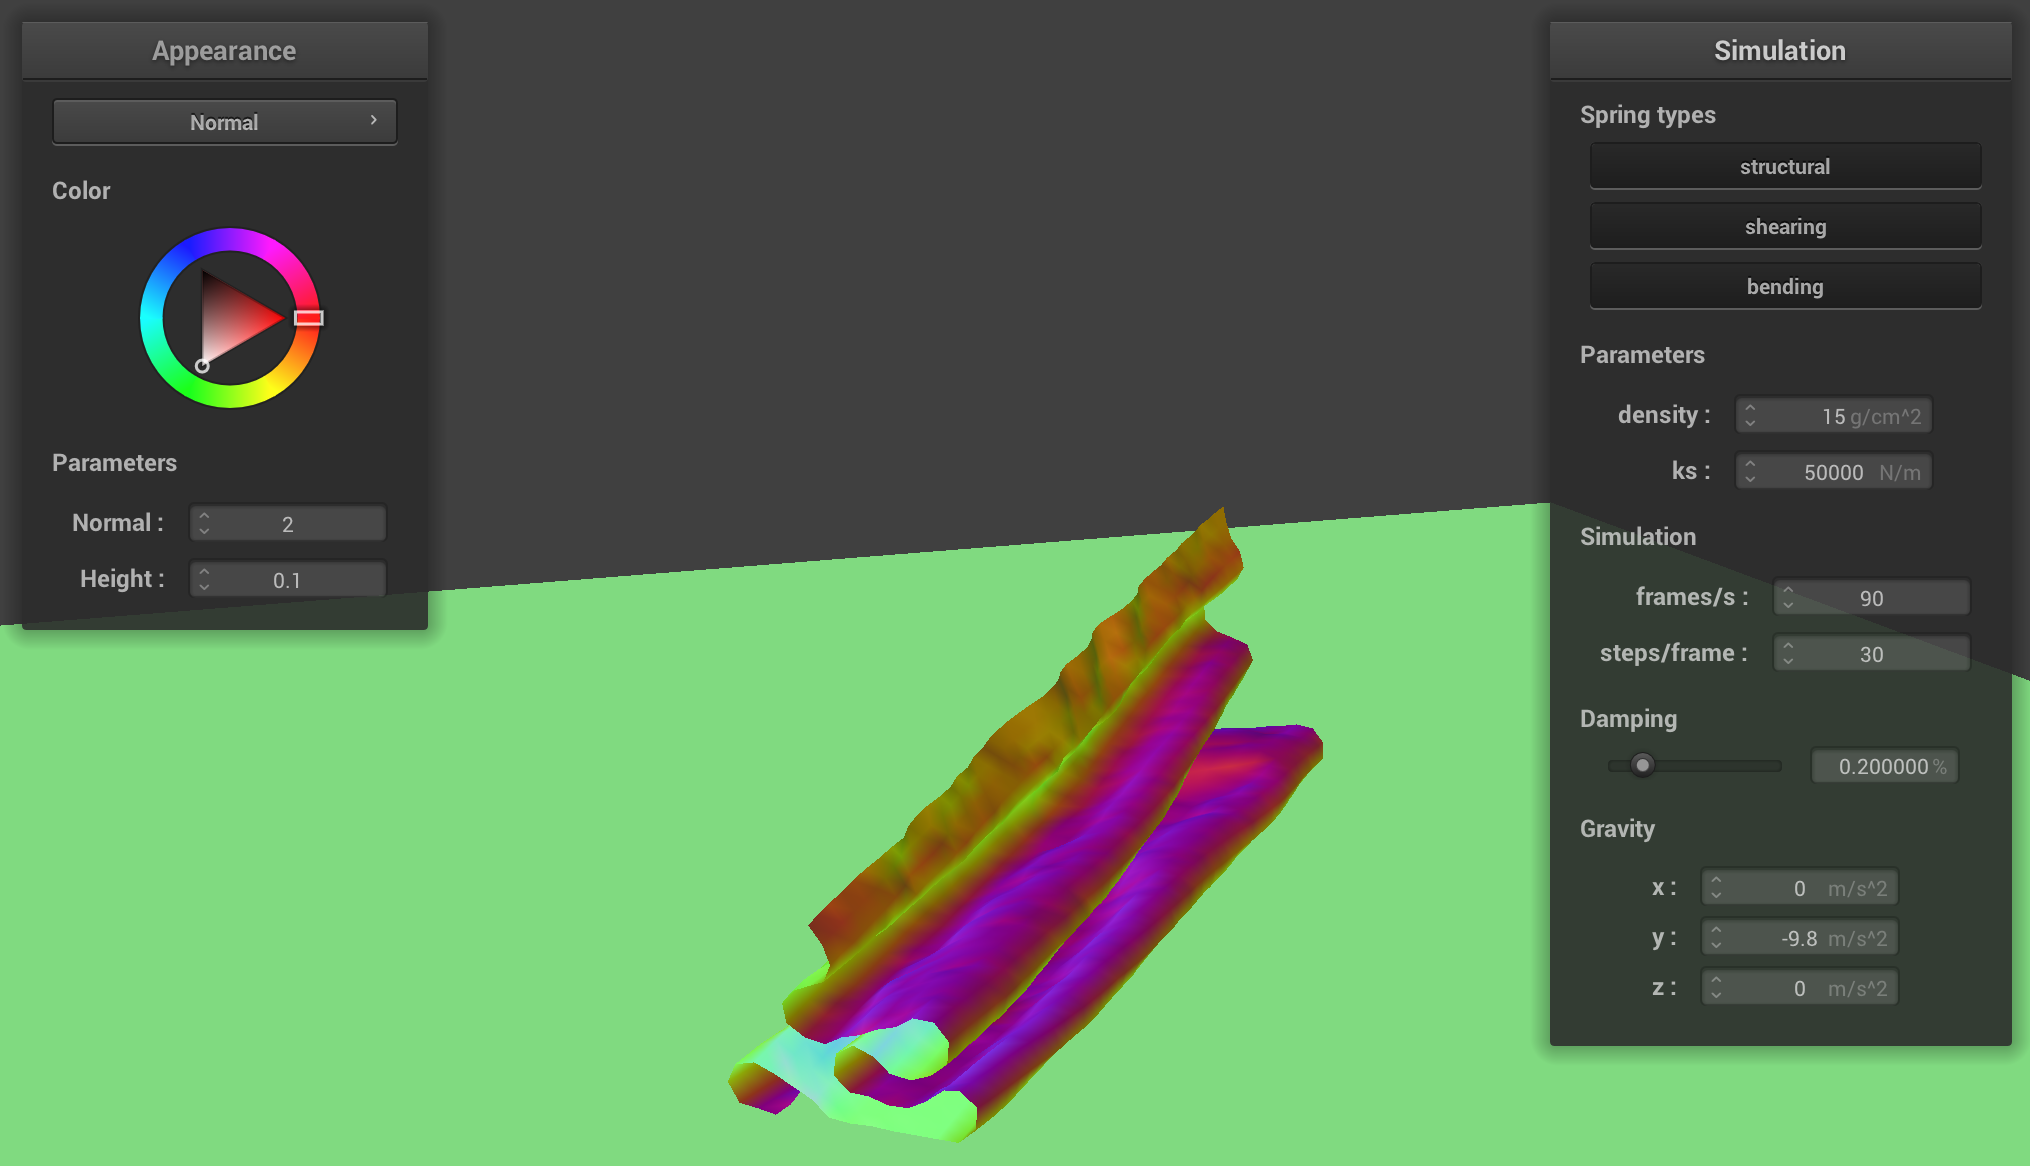 Appearance
Normal
Color
Parameters
Normal : 2
Height : 0.1
Simulation
Spring types
structural
shearing
bending
Parameters
density : 15 g/cm^2
ks : 50000 N/m
Simulation
frames/s : 90
steps/frame : 30
Damping
0.200000 %
Gravity
x : 0 m/s^2
y : -9.8 m/s^2
z : 0 m/s^2